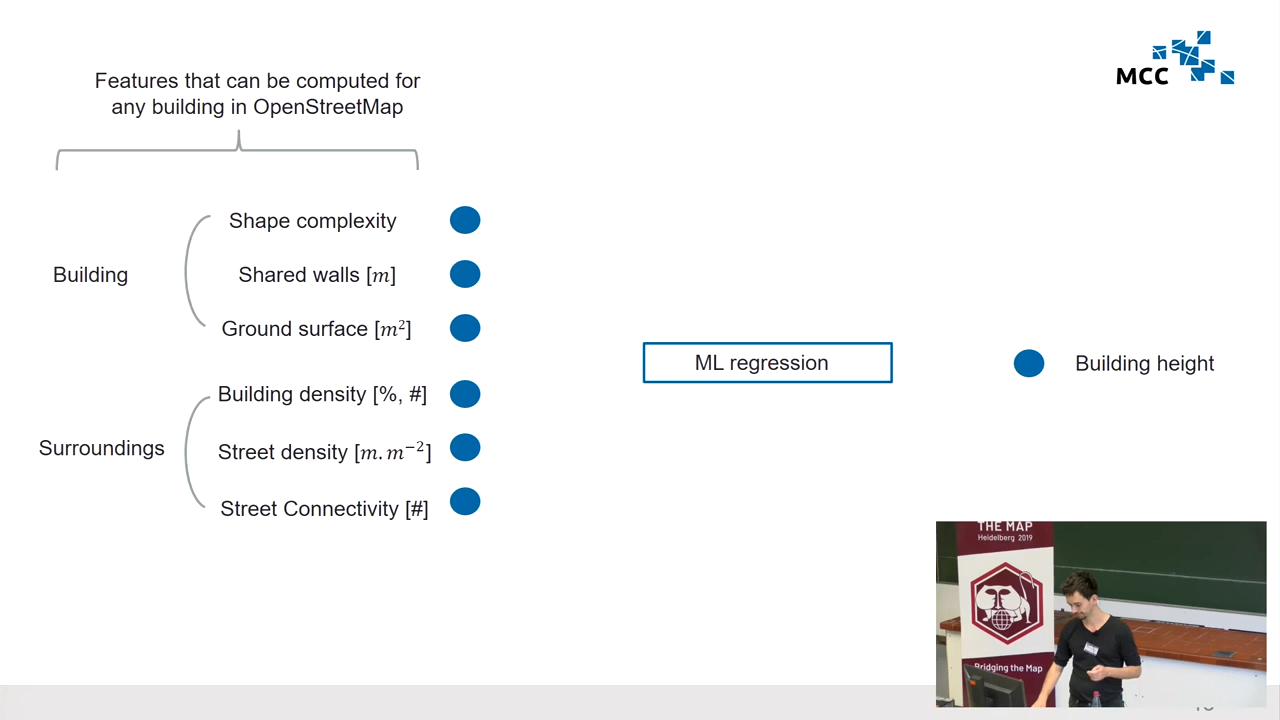 MCC
Features that can be computed for
any building in OpenStreetMap
Shape complexity
Building
Shared walls [m]
Ground surface [m²]
Building density [%, #]
Surroundings
Street density [m.m⁻²]
Street Connectivity [#]
ML regression
Building height
THE MAP
Heidelberg 2019
Bridging the Map